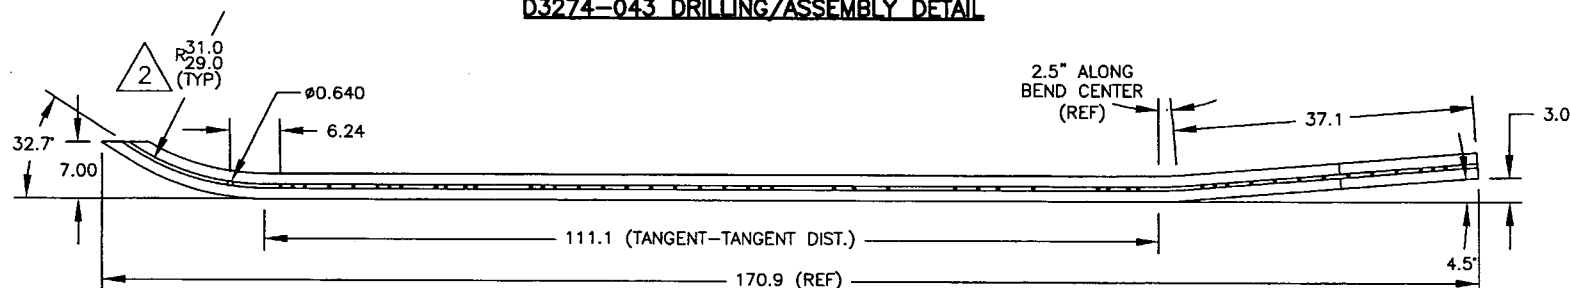 D3274-043 DRILLING/ASSEMBLY DETAIL
2
R31.0
29.0
(TYP)
Ø0.640
6.24
2.5" ALONG
BEND CENTER
(REF)
37.1
3.0
32.7°
7.00
111.1 (TANGENT-TANGENT DIST.)
4.5°
170.9 (REF)